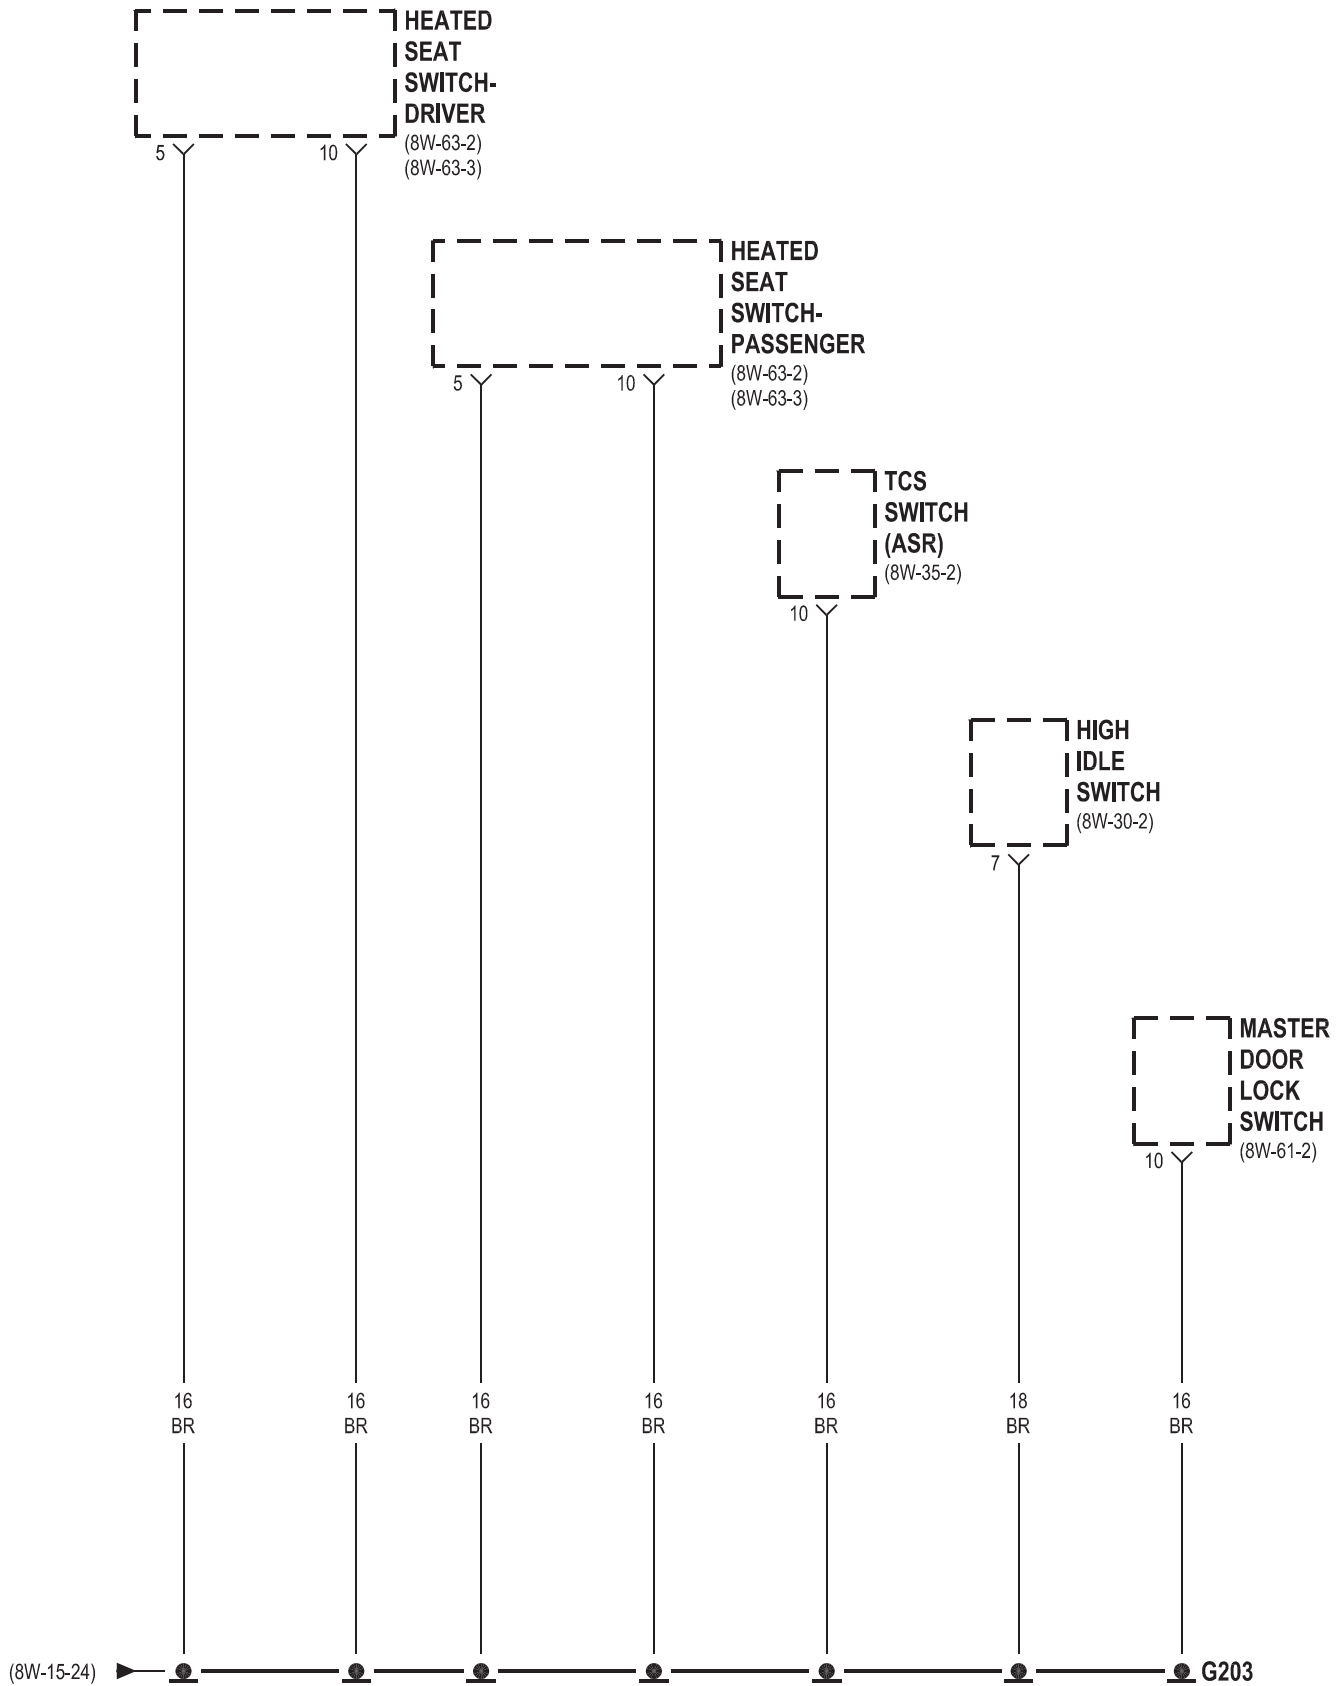 HEATED
SEAT
SWITCH-
DRIVER
(8W-63-2)
(8W-63-3)
5
10
HEATED
SEAT
SWITCH-
PASSENGER
(8W-63-2)
(8W-63-3)
5
10
TCS
SWITCH
(ASR)
(8W-35-2)
10
HIGH
IDLE
SWITCH
(8W-30-2)
7
MASTER
DOOR
LOCK
SWITCH
(8W-61-2)
10
16 16 16 16 16 18 16
BR BR BR BR BR BR BR
(8W-15-24) G203